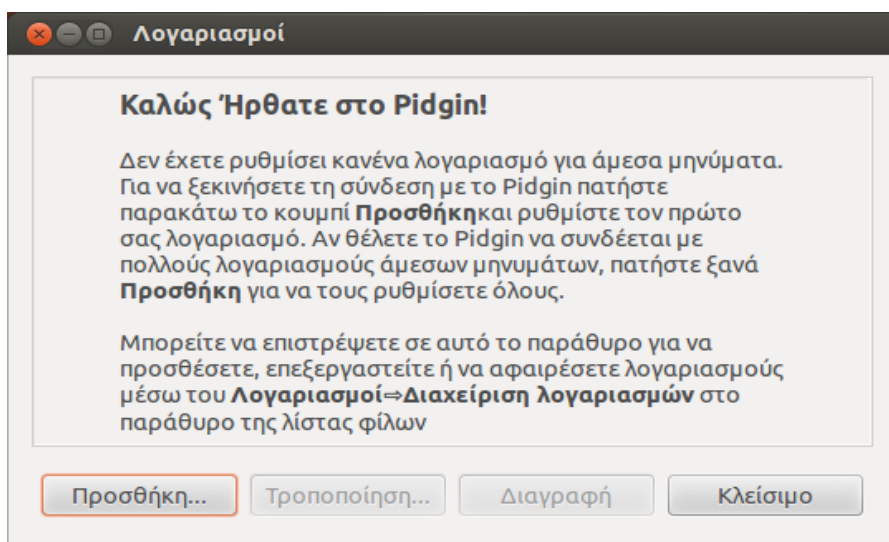 Λογαριασμοί
Καλώς Ήρθατε στο Pidgin!
Δεν έχετε ρυθμίσει κανένα λογαριασμό για άμεσα μηνύματα.
Για να ξεκινήσετε τη σύνδεση με το Pidgin πατήστε
παρακάτω το κουμπί Προσθήκηκαι ρυθμίστε τον πρώτο
σας λογαριασμό. Αν θέλετε το Pidgin να συνδέεται με
πολλούς λογαριασμούς άμεσων μηνυμάτων, πατήστε ξανά
Προσθήκη για να τους ρυθμίσετε όλους.
Μπορείτε να επιστρέψετε σε αυτό το παράθυρο για να
προσθέσετε, επεξεργαστείτε ή να αφαιρέσετε λογαριασμούς
μέσω του Λογαριασμοί⇨Διαχείριση λογαριασμών στο
παράθυρο της λίστας φίλων
Προσθήκη... Τροποποίηση... Διαγραφή Κλείσιμο